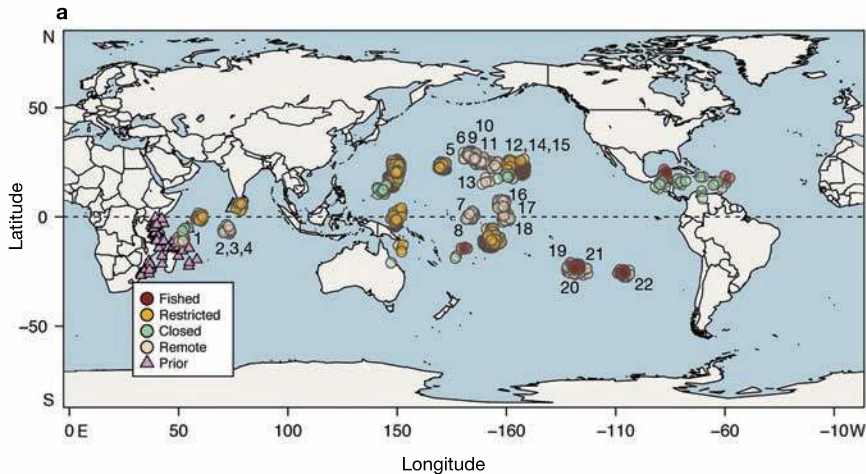 a
N
50
0
−50
S
Latitude
10
6 9
5
11
12,14,15
13
16
7
17
8
18
1
2,3,4
19
21
20
22
Fished
Restricted
Closed
Remote
Prior
0 E
50
100
150
−160
−110
−60
−10W
Longitude